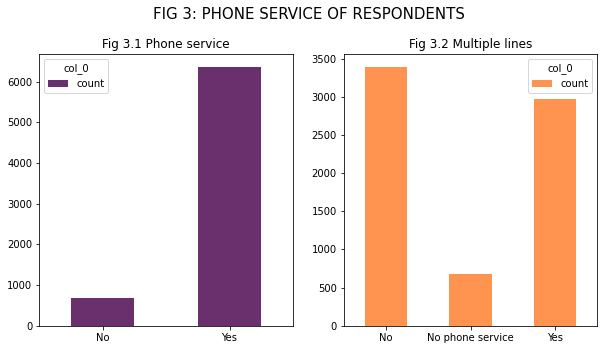 FIG 3: PHONE SERVICE OF RESPONDENTS
Fig 3.1 Phone service
col_0
count
6000
5000
4000
3000
2000
1000
0
No
Yes
Fig 3.2 Multiple lines
col_0
count
3500
3000
2500
2000
1500
1000
500
0
No
No phone service
Yes